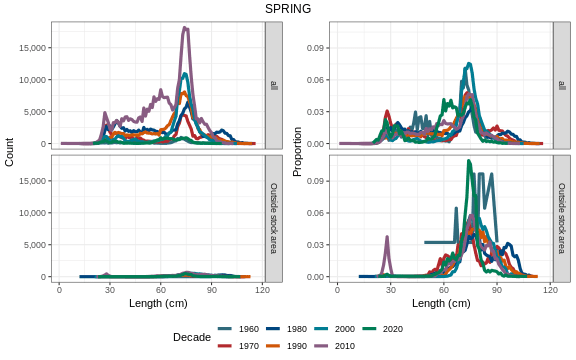 SPRING
15,000
10,000
5,000
0
all
0.09
0.06
0.03
0.00
all
Count
Proportion
15,000
10,000
5,000
0
Outside stock area
0.09
0.06
0.03
0.00
Outside stock area
0 30 60 90 120
0 30 60 90 120
Length (cm)
Length (cm)
Decade
1960 1980 2000 2020
1970 1990 2010